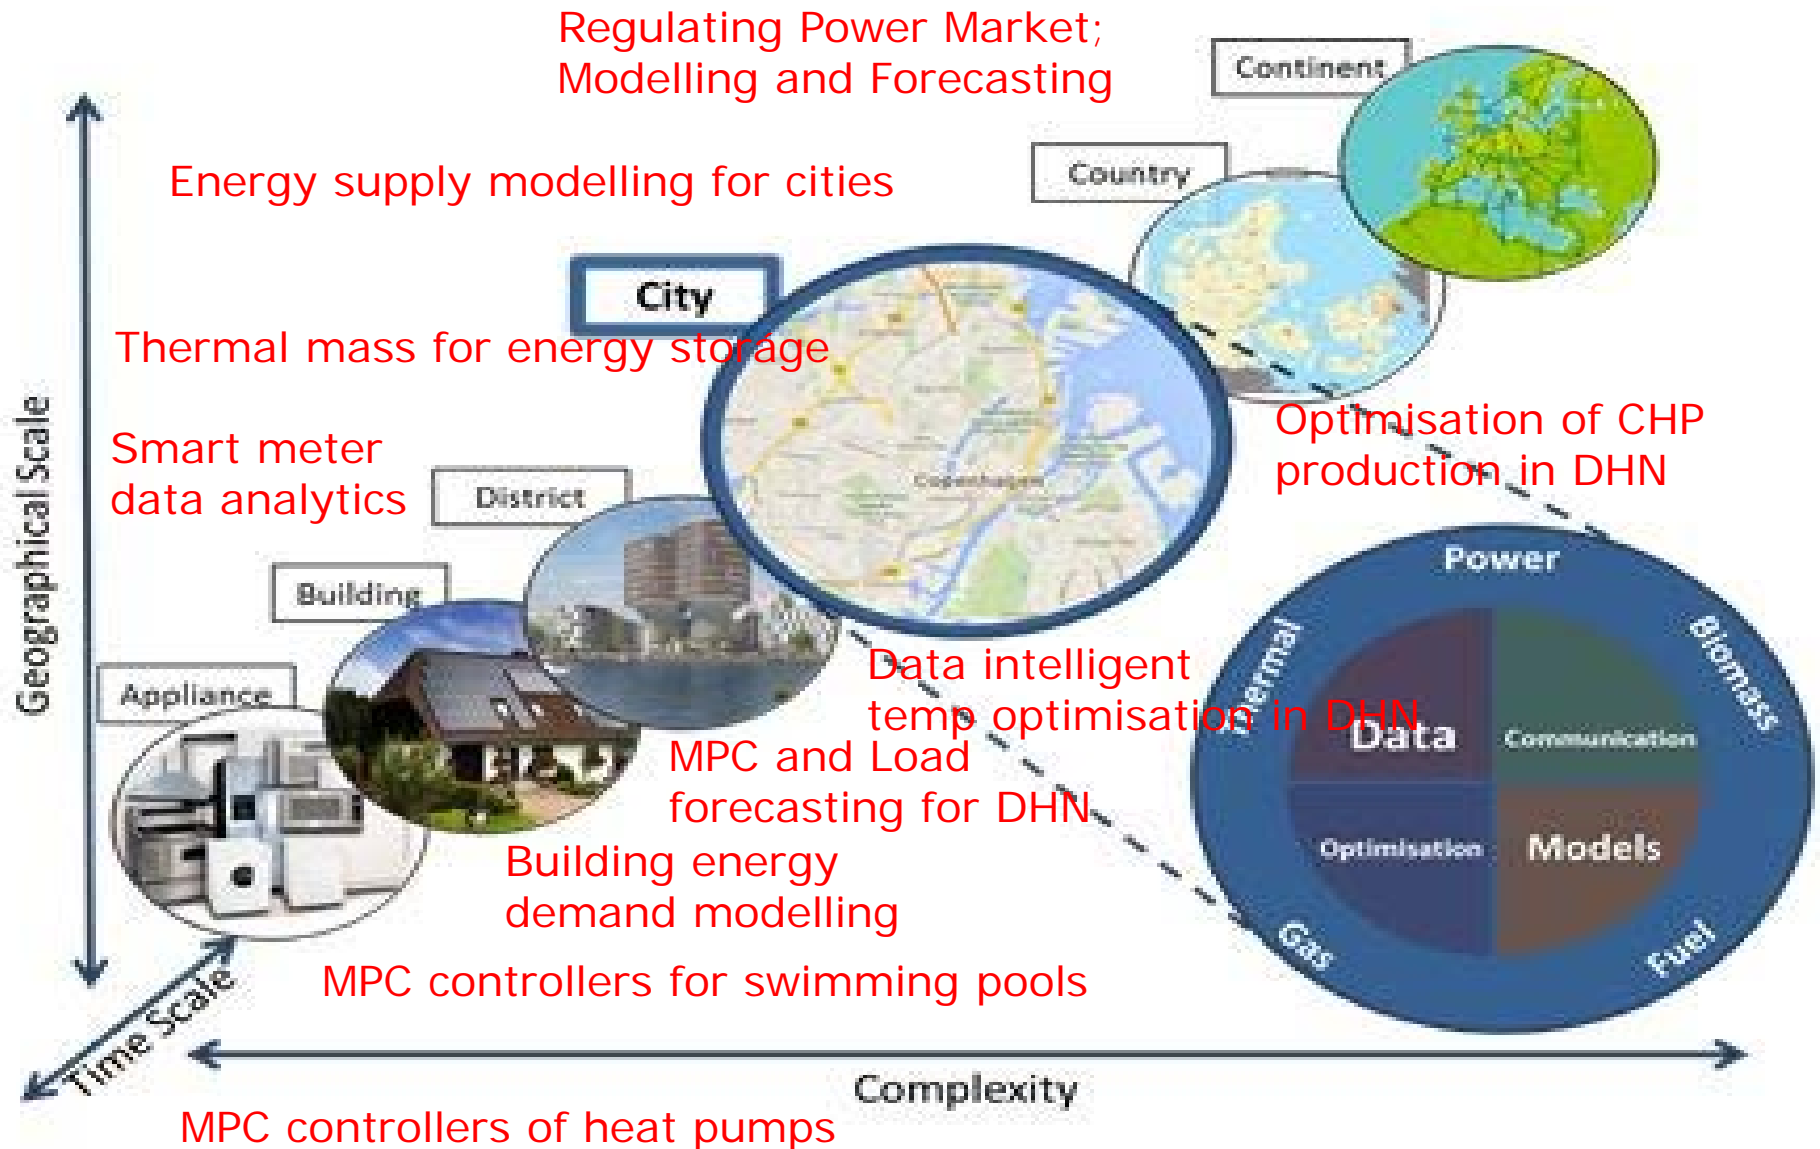 Regulating Power Market;
Modelling and Forecasting
Continent
Country
Energy supply modelling for cities
City
Thermal mass for energy storage
Smart meter
data analytics
District
Copenhagen
Optimisation of CHP
production in DHN
Building
Appliance
Geographical Scale
Data intelligent
temp optimisation in DHN
MPC and Load
forecasting for DHN
Building energy
demand modelling
MPC controllers for swimming pools
Power
Thermal
Biomass
Data
Communication
Optimisation
Models
Gas
Fuel
Time Scale
Complexity
MPC controllers of heat pumps